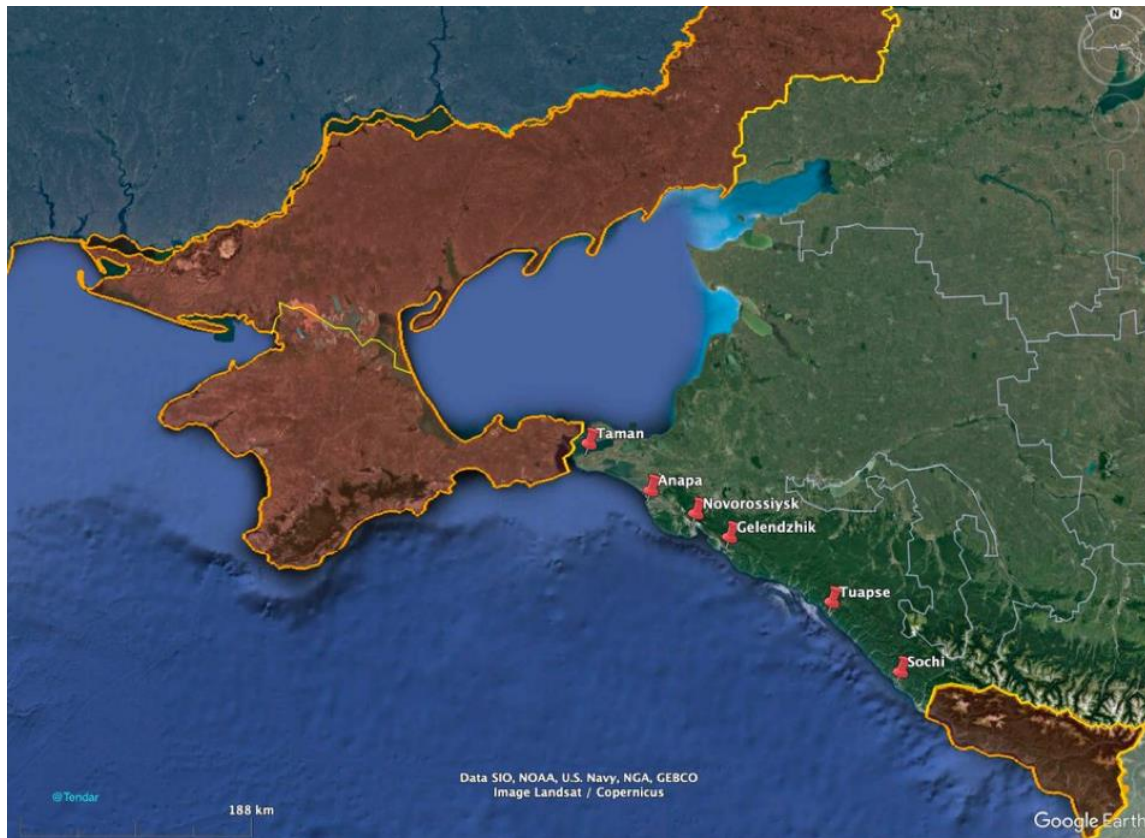 N
Taman
Anapa
Novorossiysk
Gelendzhik
Tuapse
Sochi
Data SIO, NOAA, U.S. Navy, NGA, GEBCO
Image Landsat / Copernicus
@Tendar
188 km
Google Earth